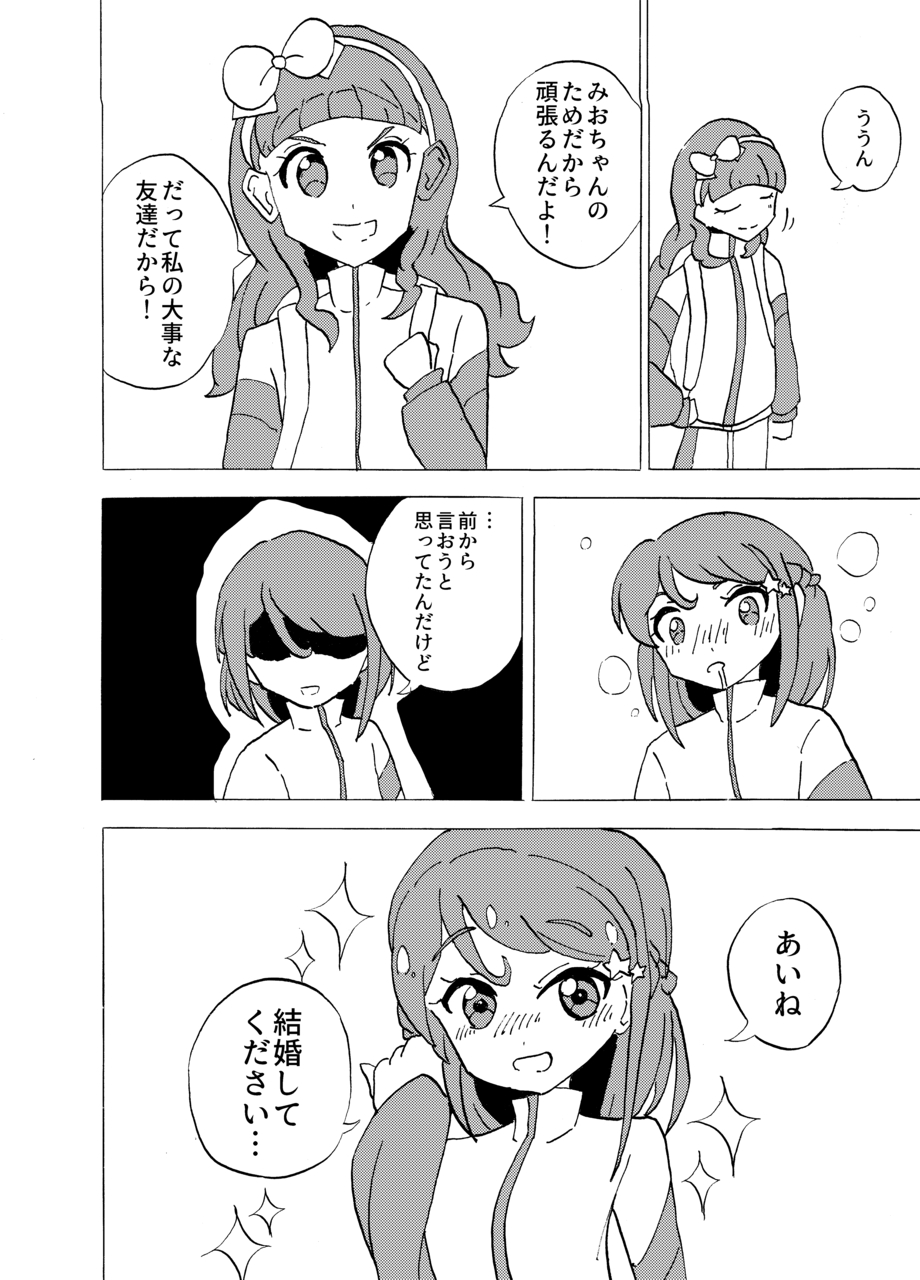 ううん
みおちゃんの
ためだから
頑張るんだよ！
だって私の大事な
友達だから！
…
前から
言おうと
思ってたんだけど
あいね
結婚して
ください…